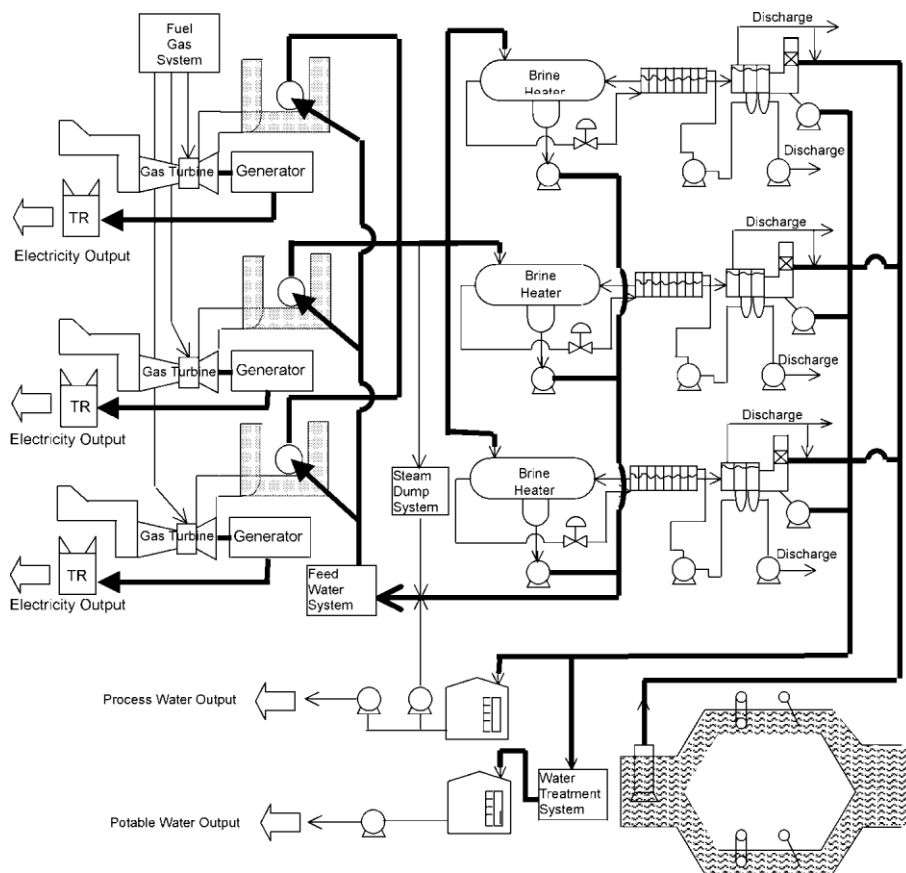 Fuel
Gas
System
Discharge
Brine
Heater
Gas Turbine
Generator
Discharge
TR
Electricity Output
Discharge
Brine
Heater
Gas Turbine
Generator
Discharge
TR
Electricity Output
Discharge
Brine
Heater
Steam
Dump
System
Gas Turbine
Generator
Discharge
TR
Feed
Water
System
Electricity Output
Process Water Output
Water
Treatment
System
Potable Water Output